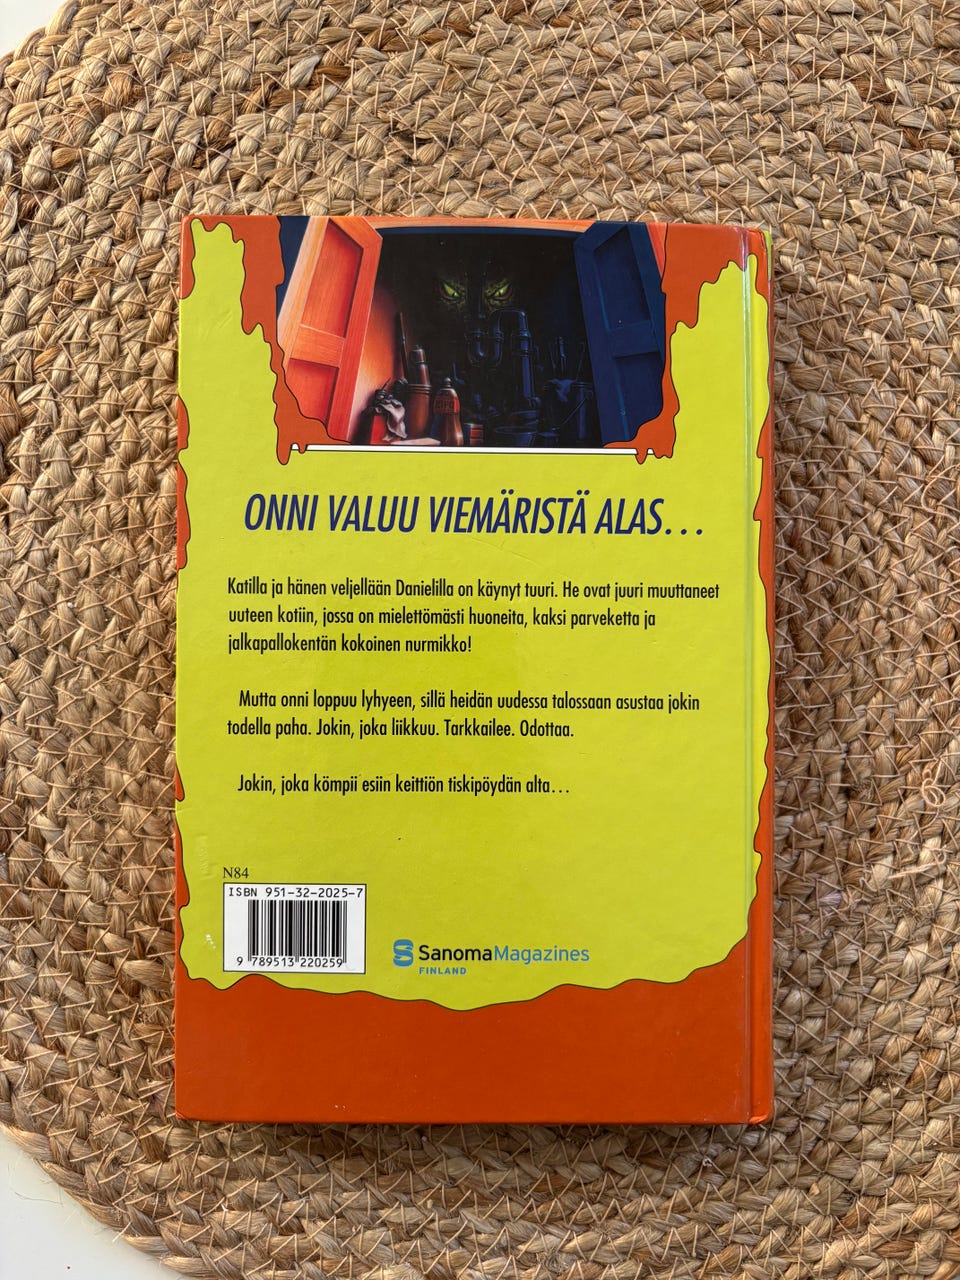 ONNI VALUU VIEMÄRISTÄ ALAS...
Katilla ja hänen veljellään Danielilla on käynyt tuuri. He ovat juuri muuttaneet
uuteen kotiin, jossa on mielettömästi huoneita, kaksi parveketta ja
jalkapallokentän kokoinen nurmikko!
Mutta onni loppuu lyhyeen, sillä heidän uudessa talossaan asustaa jokin
todella paha. Jokin, joka liikkuu. Tarkkailee. Odottaa.
Jokin, joka kömpii esiin keittiön tiskipöydän alta...
N84
ISBN 951-32-2025-7
9 789513 220259
SanomaMagazines
FINLAND